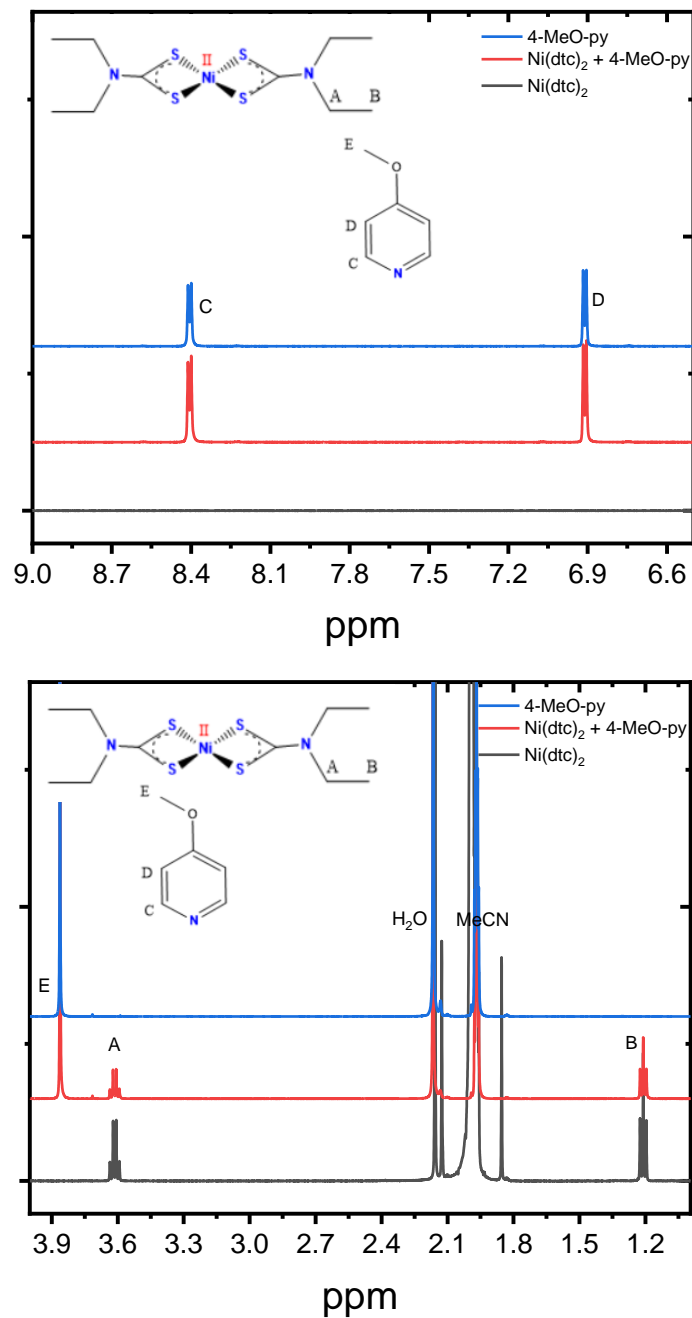 4-MeO-py
Ni(dtc)2 + 4-MeO-py
Ni(dtc)2
S
II
S
N
Ni
N
S
S
A
B
E
O
D
C
N
C
D
9.0 8.7 8.4 8.1 7.8 7.5 7.2 6.9 6.6
ppm
4-MeO-py
Ni(dtc)2 + 4-MeO-py
Ni(dtc)2
S
II
S
N
Ni
N
S
S
A
B
E
O
D
C
N
H2O
MeCN
E
A
B
3.9 3.6 3.3 3.0 2.7 2.4 2.1 1.8 1.5 1.2
ppm